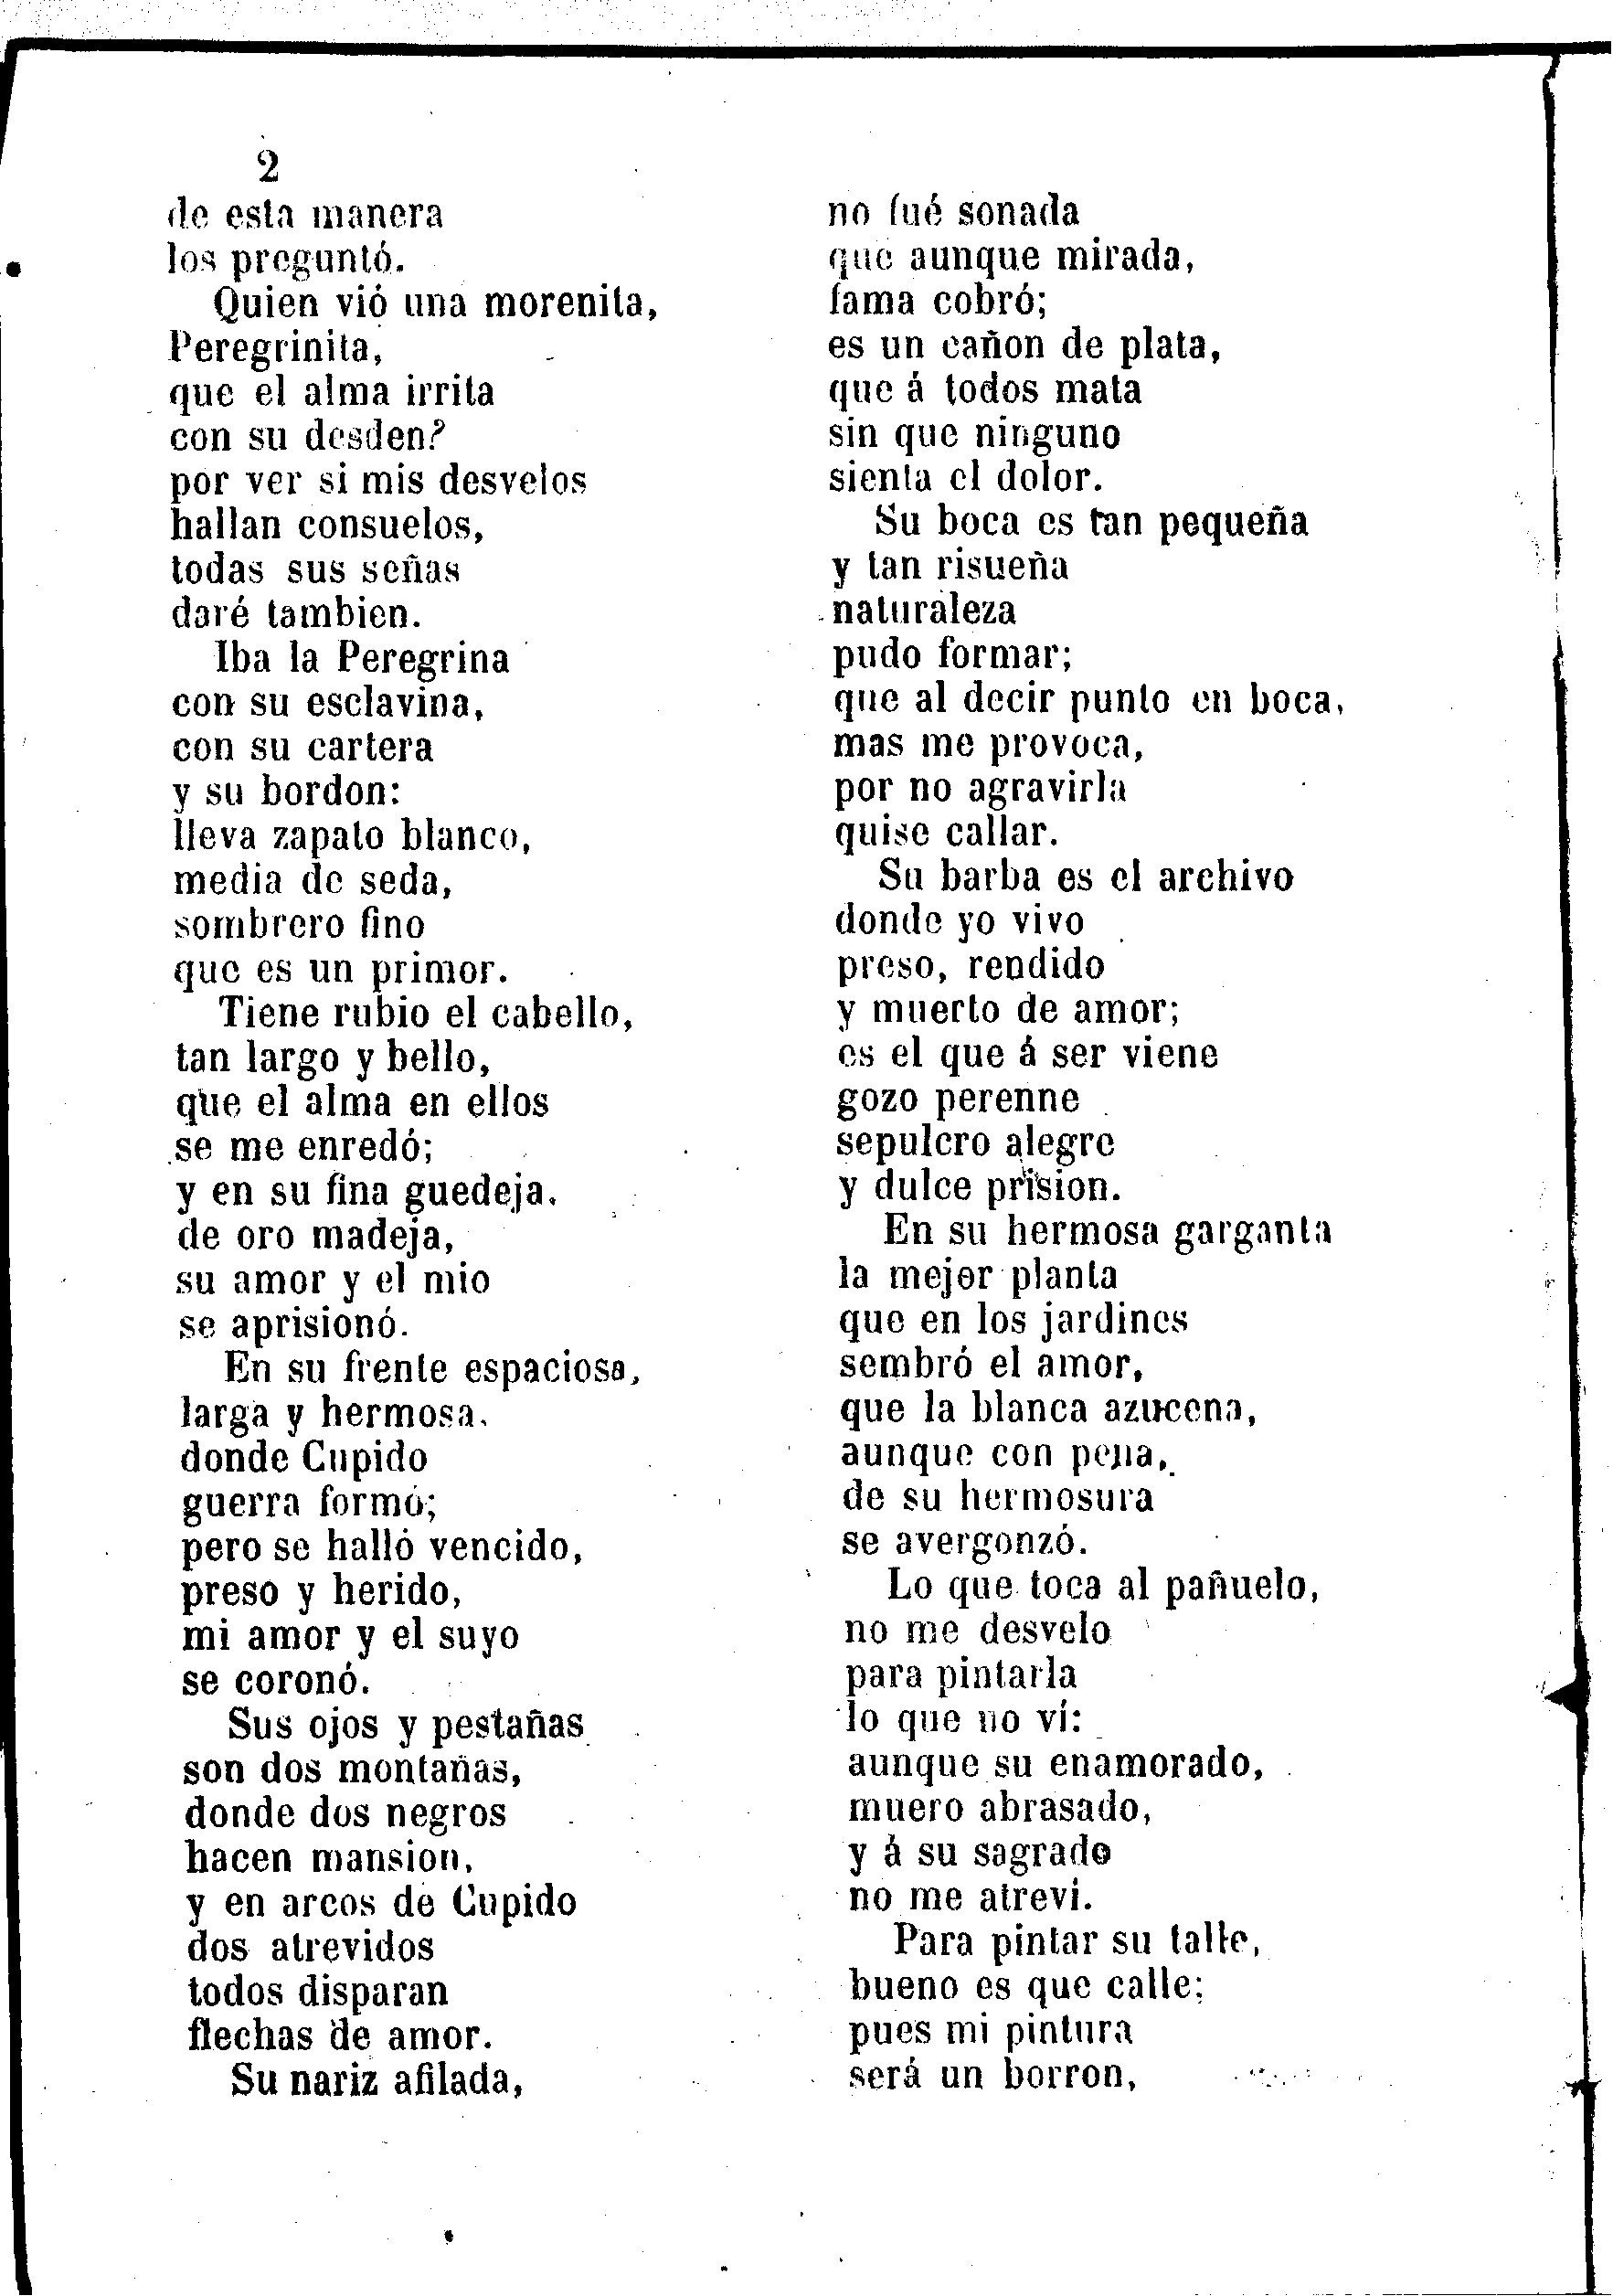 2
de esta manera
los preguntó.
Quien vió una morenita,
Peregrinita,
que el alma irrita
con su desden?
por ver si mis desvelos
hallan consuelos,
todas sus señas
daré tambien.
Iba la Peregrina
con su esclavina,
con su cartera
y su bordon:
lleva zapato blanco,
media de seda,
sombrero fino
que es un primor.
Tiene rubio el cabello,
tan largo y bello,
que el alma en ellos
se me enredó;
y en su fina guedeja.
de oro madeja,
su amor y el mio
se aprisionó.
En su frente espaciosa,
larga y hermosa.
donde Cupido
guerra formó;
pero se halló vencido,
preso y herido,
mi amor y el suyo
se coronó.
Sus ojos y pestañas
son dos montañas,
donde dos negros
hacen mansion,
y en arcos de Cupido
dos atrevidos
todos disparan
flechas de amor.
Su nariz afilada,
no fué sonada
que aunque mirada,
fama cobró;
es un cañon de plata,
que á todos mata
sin que ninguno
sienta el dolor.
Su boca es tan pequeña
y tan risueña
naturaleza
pudo formar;
que al decir punto en boca,
mas me provoca,
por no agravirla
quise callar.
Su barba es el archivo
donde yo vivo
preso, rendido
y muerto de amor;
es el que á ser viene
gozo perenne
sepulcro alegre
y dulce prision.
En su hermosa garganta
la mejor planta
que en los jardines
sembró el amor,
que la blanca azucena,
aunque con pena,
de su hermosura
se avergonzó.
Lo que toca al pañuelo,
no me desvelo
para pintarla
lo que no ví:
aunque su enamorado,
muero abrasado,
y á su sagrado
no me atreví.
Para pintar su talle,
bueno es que calle;
pues mi pintura
será un borron,